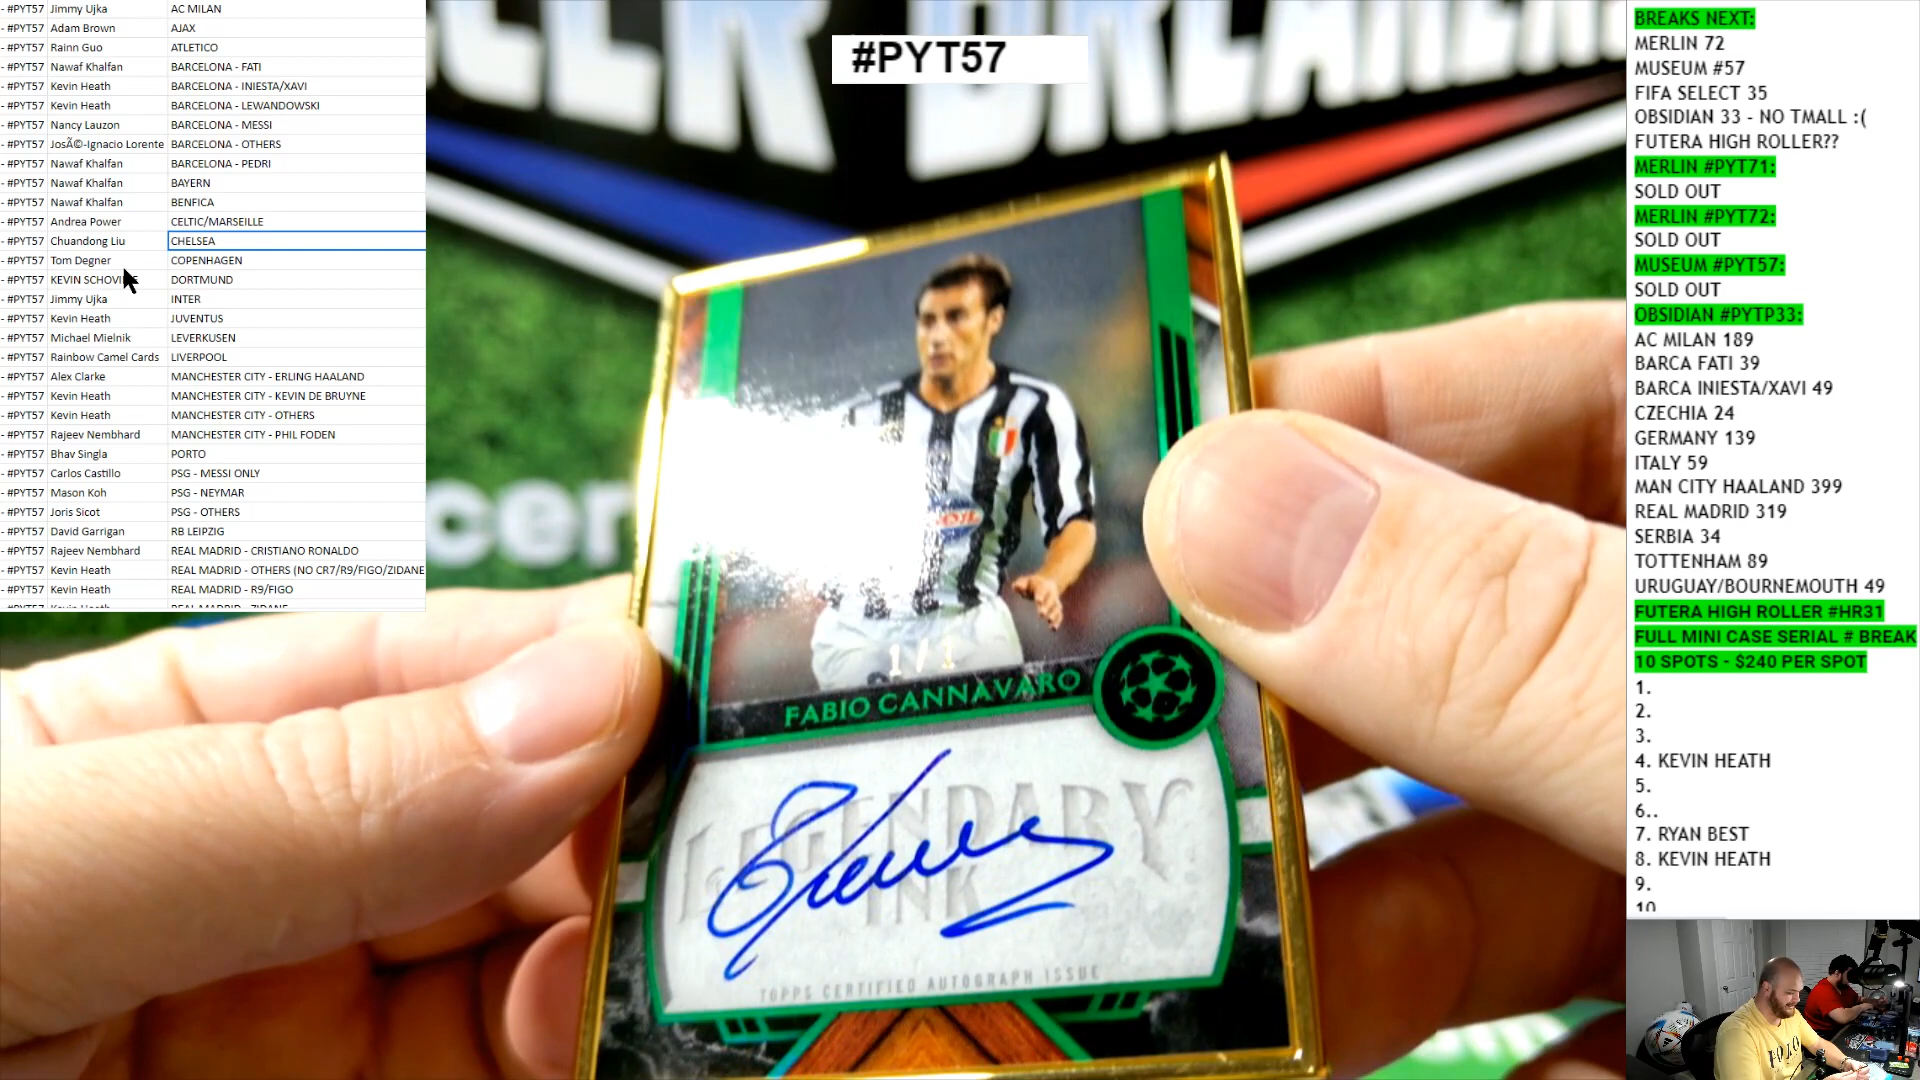 - #PYT57 Jimmy Ujka AC MILAN
- #PYT57 Adam Brown AJAX
- #PYT57 Rainn Guo ATLETICO
- #PYT57 Nawaf Khalfan BARCELONA - FATI
- #PYT57 Kevin Heath BARCELONA - INIESTA/XAVI
- #PYT57 Kevin Heath BARCELONA - LEWANDOWSKI
- #PYT57 Nancy Lauzon BARCELONA - MESSI
- #PYT57 JosÃ©-Ignacio Lorente BARCELONA - OTHERS
- #PYT57 Nawaf Khalfan BARCELONA - PEDRI
- #PYT57 Nawaf Khalfan BAYERN
- #PYT57 Nawaf Khalfan BENFICA
- #PYT57 Andrea Power CELTIC/MARSEILLE
- #PYT57 Chuandong Liu CHELSEA
- #PYT57 Tom Degner COPENHAGEN
- #PYT57 KEVIN DORTMUND
- #PYT57 Jimmy Ujka INTER
- #PYT57 Kevin Heath JUVENTUS
- #PYT57 Michael Mielnik LEVERKUSEN
- #PYT57 Rainbow Camel Cards LIVERPOOL
- #PYT57 Alex Clarke MANCHESTER CITY - ERLING HAALAND
- #PYT57 Kevin Heath MANCHESTER CITY - KEVIN DE BRUYNE
- #PYT57 Kevin Heath MANCHESTER CITY - OTHERS
- #PYT57 Rajeev Nembhard MANCHESTER CITY - PHIL FODEN
- #PYT57 Bhav Singla PORTO
- #PYT57 Carlos Castillo PSG - MESSI ONLY
- #PYT57 Mason Koh PSG - NEYMAR
- #PYT57 Joris Sicot PSG - OTHERS
- #PYT57 David Garrigan RB LEIPZIG
- #PYT57 Rajeev Nembhard REAL MADRID - CRISTIANO RONALDO
- #PYT57 Kevin Heath REAL MADRID - OTHERS (NO CR7/R9/FIGO/ZIDANE
- #PYT57 Kevin Heath REAL MADRID - R9/FIGO
- #PYT57 Kevin Heath REAL MADRID - ZIDANE
#PYT57
1/1
FABIO CANNAVARO
LEGENDARY
INK
TOPPS CERTIFIED AUTOGRAPH ISSUE
BREAKS NEXT:
MERLIN 72
MUSEUM #57
FIFA SELECT 35
OBSIDIAN 33 - NO TMALL :(
FUTERA HIGH ROLLER??
MERLIN #PYT71:
SOLD OUT
MERLIN #PYT72:
SOLD OUT
MUSEUM #PYT57:
SOLD OUT
OBSIDIAN #PYTP33:
AC MILAN 189
BARCA FATI 39
BARCA INIESTA/XAVI 49
CZECHIA 24
GERMANY 139
ITALY 59
MAN CITY HAALAND 399
REAL MADRID 319
SERBIA 34
TOTTENHAM 89
URUGUAY/BOURNEMOUTH 49
FUTERA HIGH ROLLER #HR31
FULL MINI CASE SERIAL # BREAK
10 SPOTS - $240 PER SPOT
1.
2.
3.
4. KEVIN HEATH
5.
6..
7. RYAN BEST
8. KEVIN HEATH
9.
10